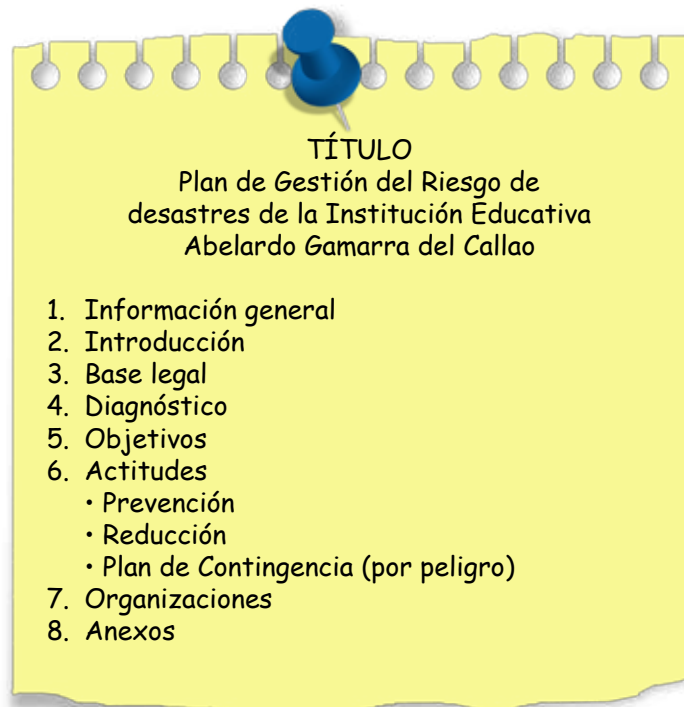 TÍTULO
Plan de Gestión del Riesgo de
desastres de la Institución Educativa
Abelardo Gamarra del Callao
1. Información general
2. Introducción
3. Base legal
4. Diagnóstico
5. Objetivos
6. Actitudes
• Prevención
• Reducción
• Plan de Contingencia (por peligro)
7. Organizaciones
8. Anexos